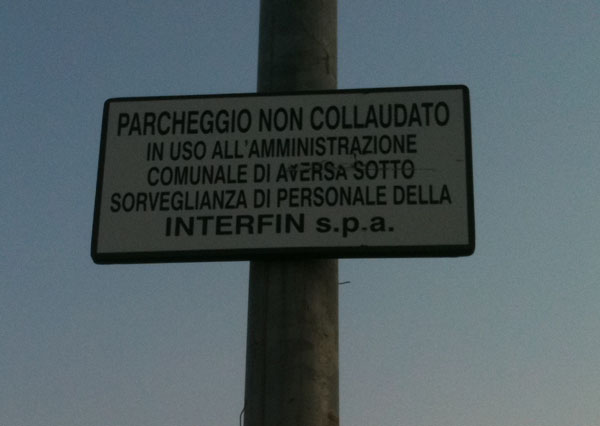 PARCHEGGIO NON COLLAUDATO
IN USO ALL'AMMINISTRAZIONE
COMUNALE DI AVERSA SOTTO
SORVEGLIANZA DI PERSONALE DELLA
INTERFIN s.p.a.